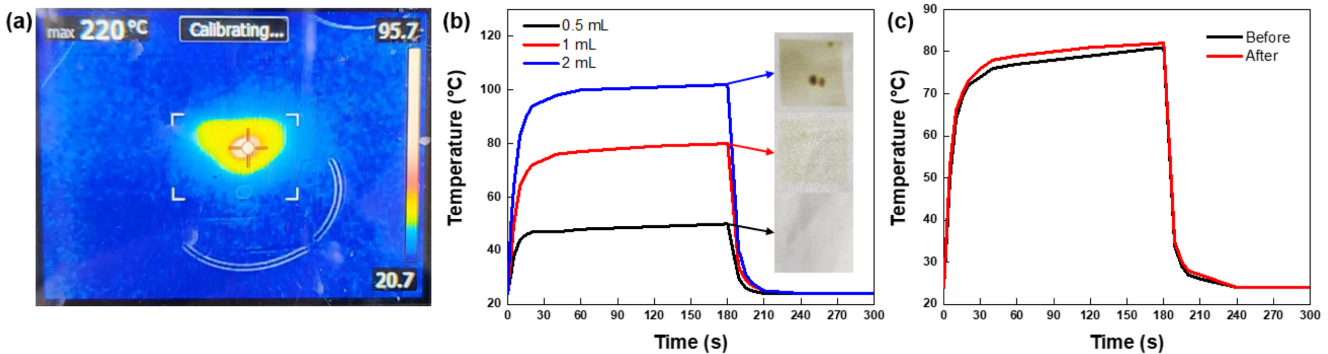 (a)
max 220 °C
Calibrating...
95.7
20.7
(b)
0.5 mL
1 mL
2 mL
Temperature (°C)
120
100
80
60
40
20
0 30 60 90 120 150 180 210 240 270 300
Time (s)
(c)
Before
After
Temperature (°C)
90
80
70
60
50
40
30
20
0 30 60 90 120 150 180 210 240 270 300
Time (s)